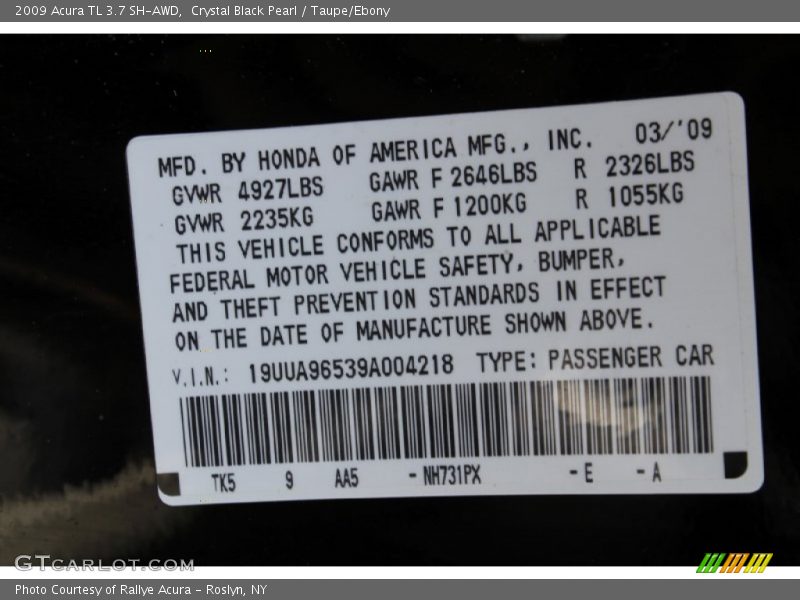 2009 Acura TL 3.7 SH-AWD,  Crystal Black Pearl / Taupe/Ebony
MFD. BY HONDA OF AMERICA MFG., INC. 03/'09
GVWR 4927LBS GAWR F 2646LBS R 2326LBS
GVWR 2235KG GAWR F 1200KG R 1055KG
THIS VEHICLE CONFORMS TO ALL APPLICABLE
FEDERAL MOTOR VEHICLE SAFETY, BUMPER,
AND THEFT PREVENTION STANDARDS IN EFFECT
ON THE DATE OF MANUFACTURE SHOWN ABOVE.
V.I.N.: 19UUA96539A004218 TYPE: PASSENGER CAR
TK5 9 AA5 -NH731PX -E -A
GTCARLOT.COM
Photo Courtesy of Rallye Acura - Roslyn, NY